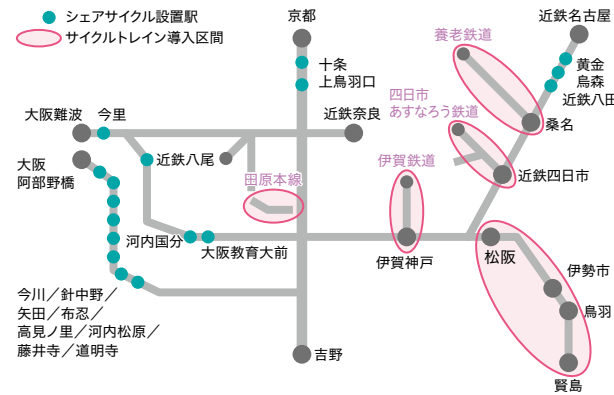 シェアサイクル設置駅
サイクルトレイン導入区間
京都
十条
上鳥羽口
近鉄名古屋
黄金
烏森
近鉄八田
養老鉄道
桑名
四日市
あすなろう鉄道
近鉄四日市
大阪難波
今里
近鉄奈良
大阪
阿部野橋
近鉄八尾
田原本線
伊賀鉄道
河内国分
大阪教育大前
伊賀神戸
松阪
伊勢市
鳥羽
賢島
今川／針中野／
矢田／布忍／
高見ノ里／河内松原／
藤井寺／道明寺
吉野